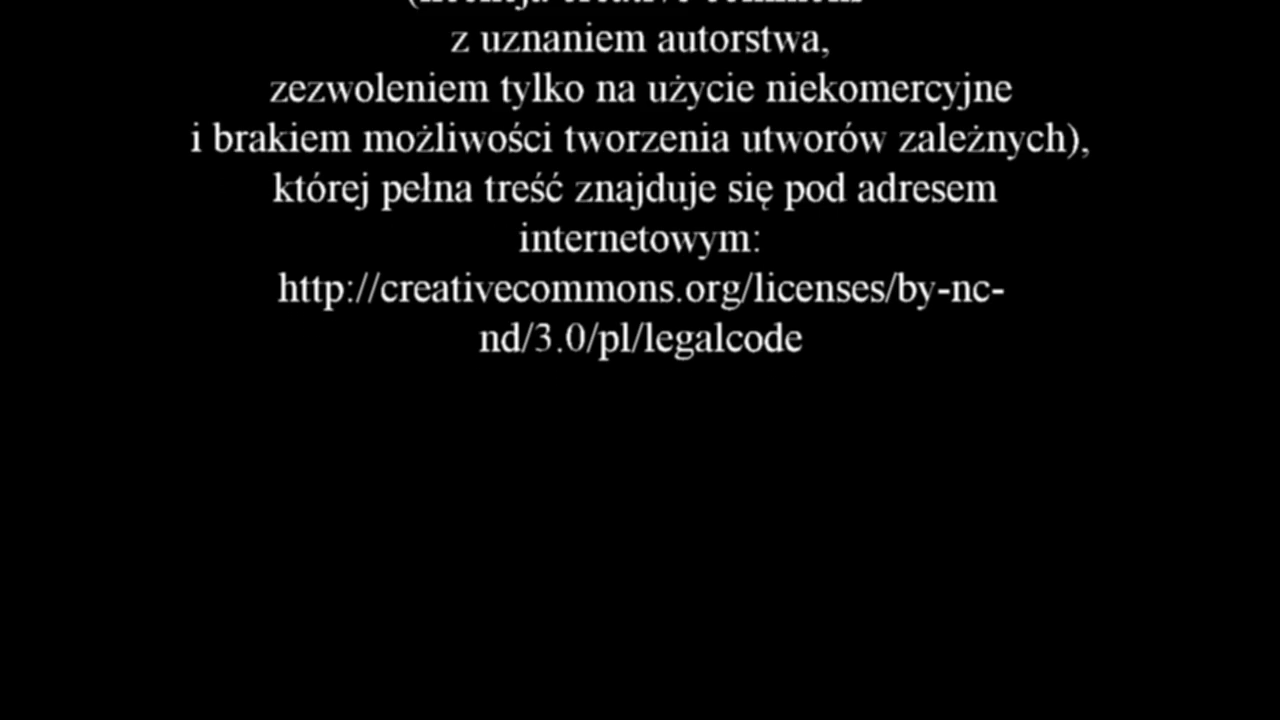 z uznaniem autorstwa,
zezwoleniem tylko na użycie niekomercyjne
i brakiem możliwości tworzenia utworów zależnych),
której pełna treść znajduje się pod adresem
internetowym:
http://creativecommons.org/licenses/by-nc-
nd/3.0/pl/legalcode